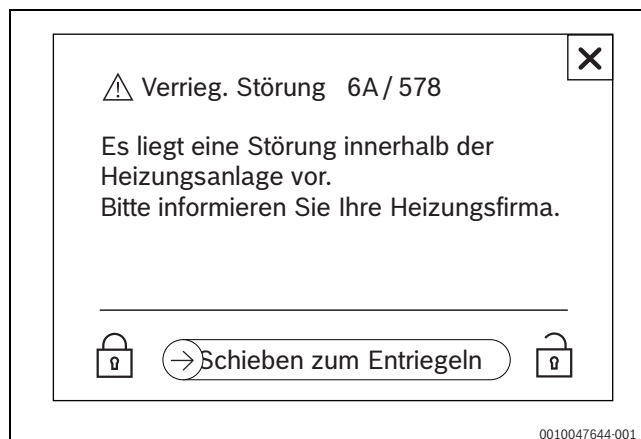 Verrieg. Störung 6A / 578
Es liegt eine Störung innerhalb der
Heizungsanlage vor.
Bitte informieren Sie Ihre Heizungsfirma.
Schieben zum Entriegeln
0010047644-001